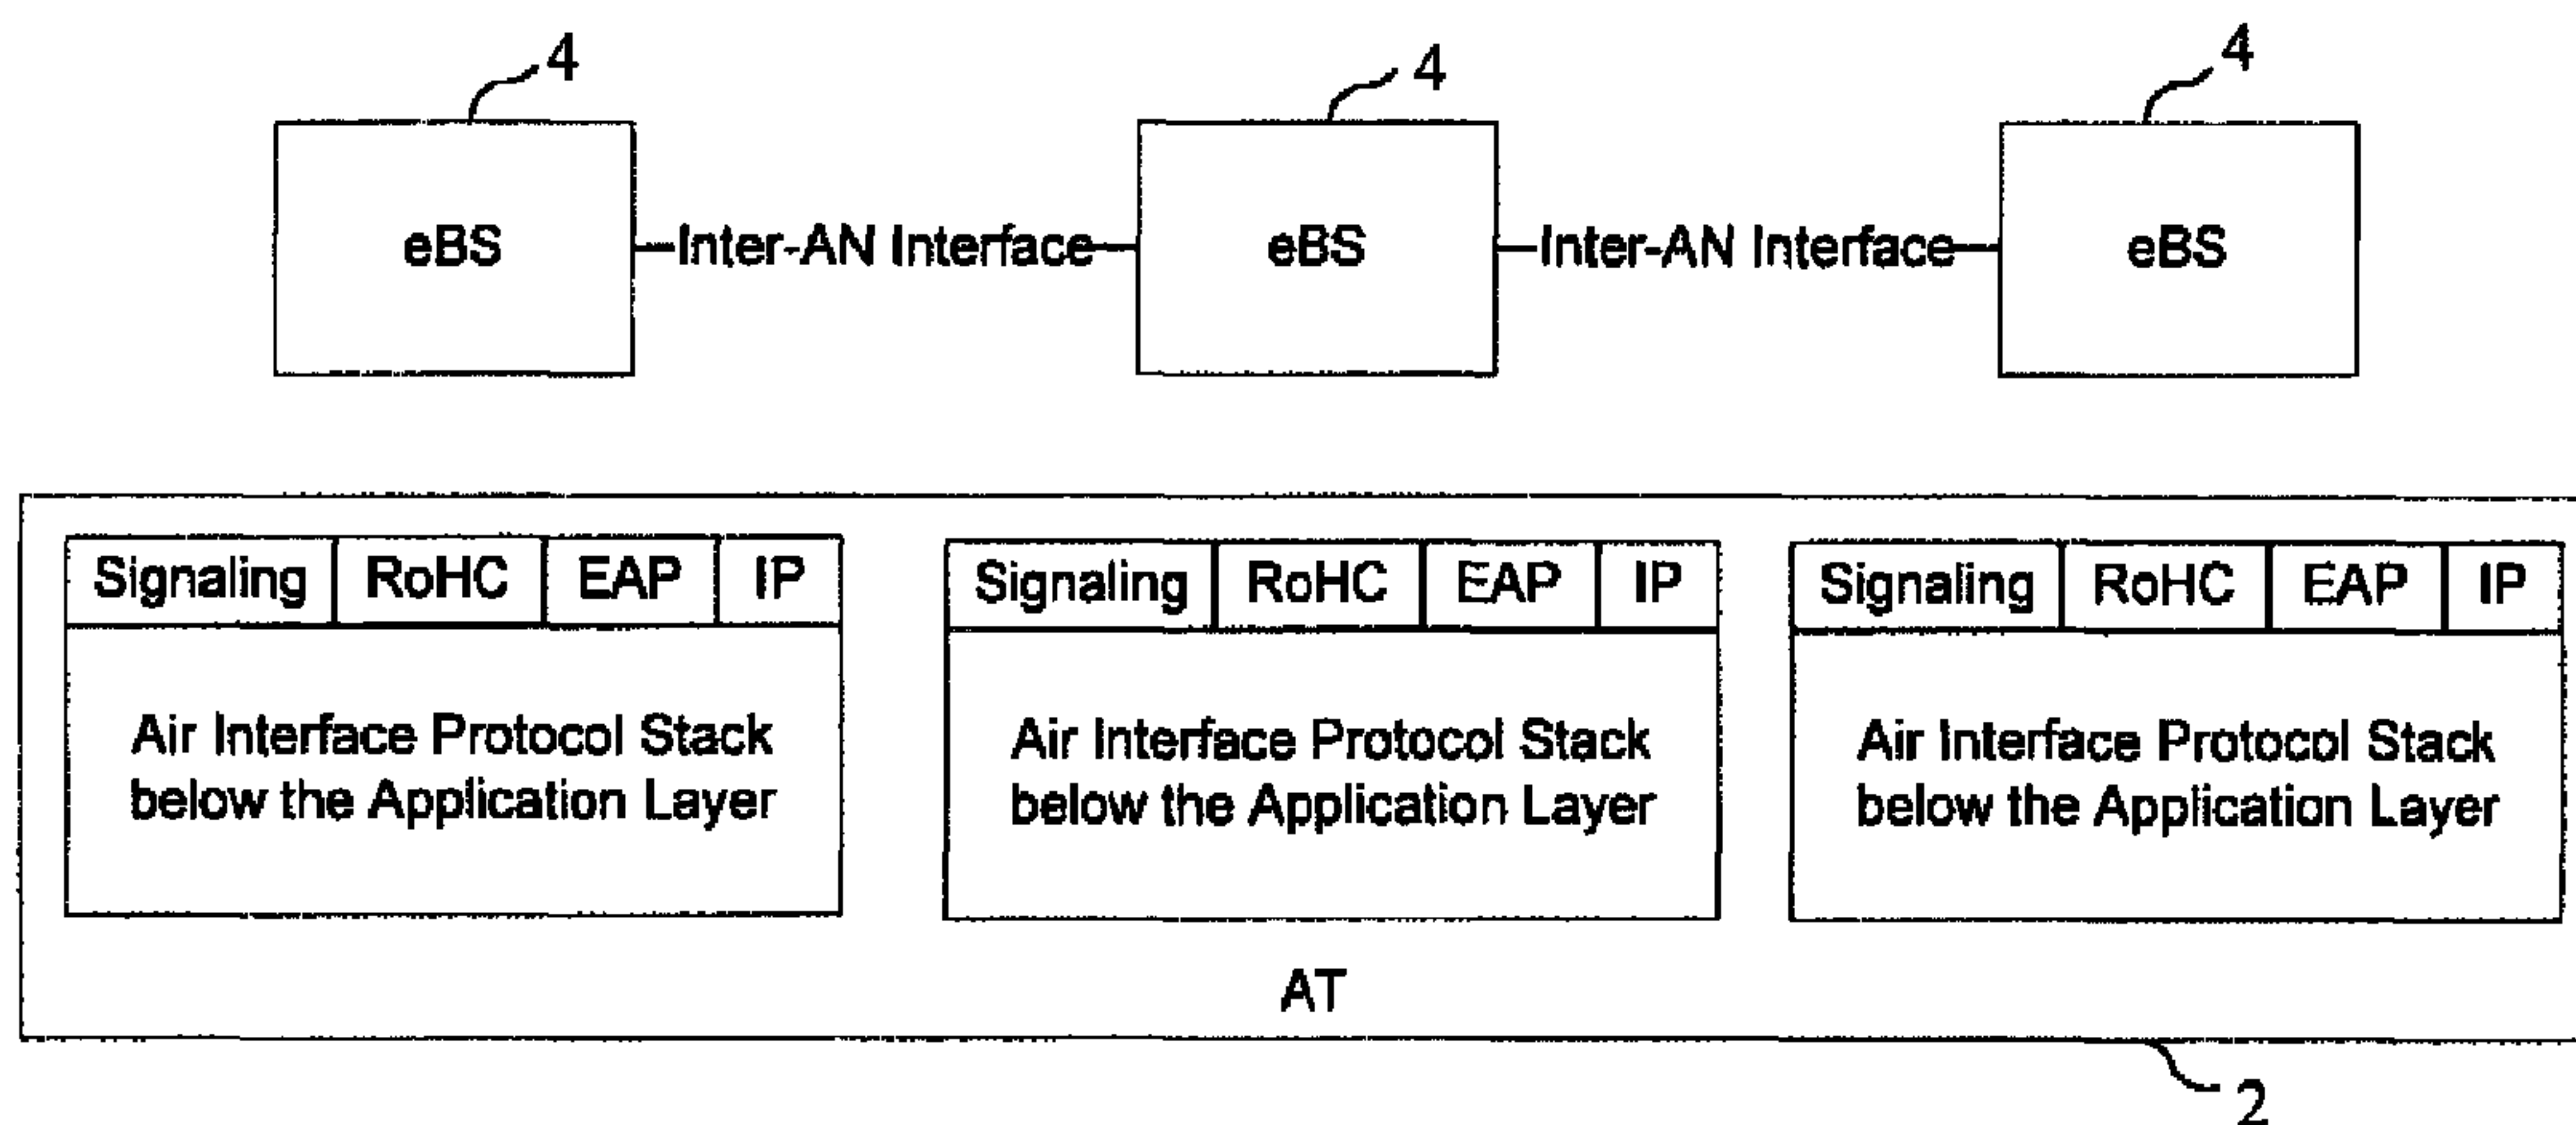 4 4 4
eBS Inter-AN Interface eBS Inter-AN Interface eBS
Signaling RoHC EAP IP Signaling RoHC EAP IP Signaling RoHC EAP IP
Air Interface Protocol Stack Air Interface Protocol Stack Air Interface Protocol Stack
below the Application Layer below the Application Layer below the Application Layer
AT
2